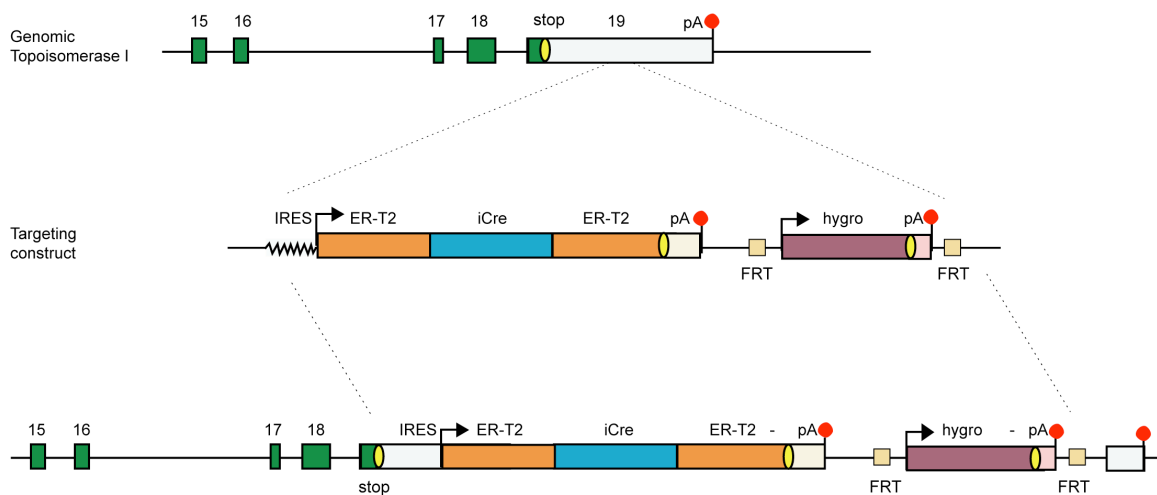 15 16 17 18 stop 19 pA
Genomic
Topoisomerase I
IRES ER-T2 iCre ER-T2 pA hygro pA
Targeting
construct
FRT FRT
15 16 17 18 IRES ER-T2 iCre ER-T2 - pA hygro - pA
stop FRT FRT